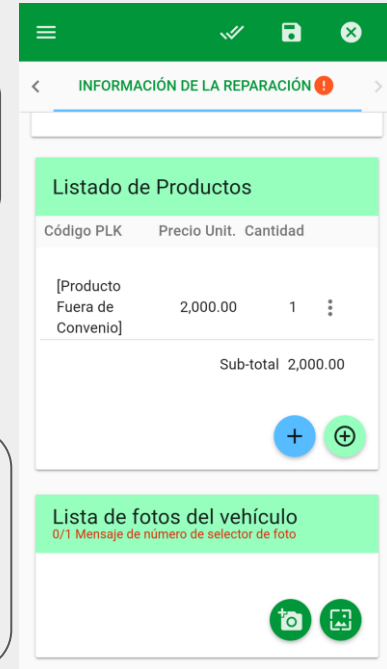 INFORMACIÓN DE LA REPARACIÓN
Listado de Productos
Código PLK Precio Unit. Cantidad
[Producto
Fuera de 2,000.00 1
Convenio]
Sub-total 2,000.00
Lista de fotos del vehículo
0/1 Mensaje de número de selector de foto